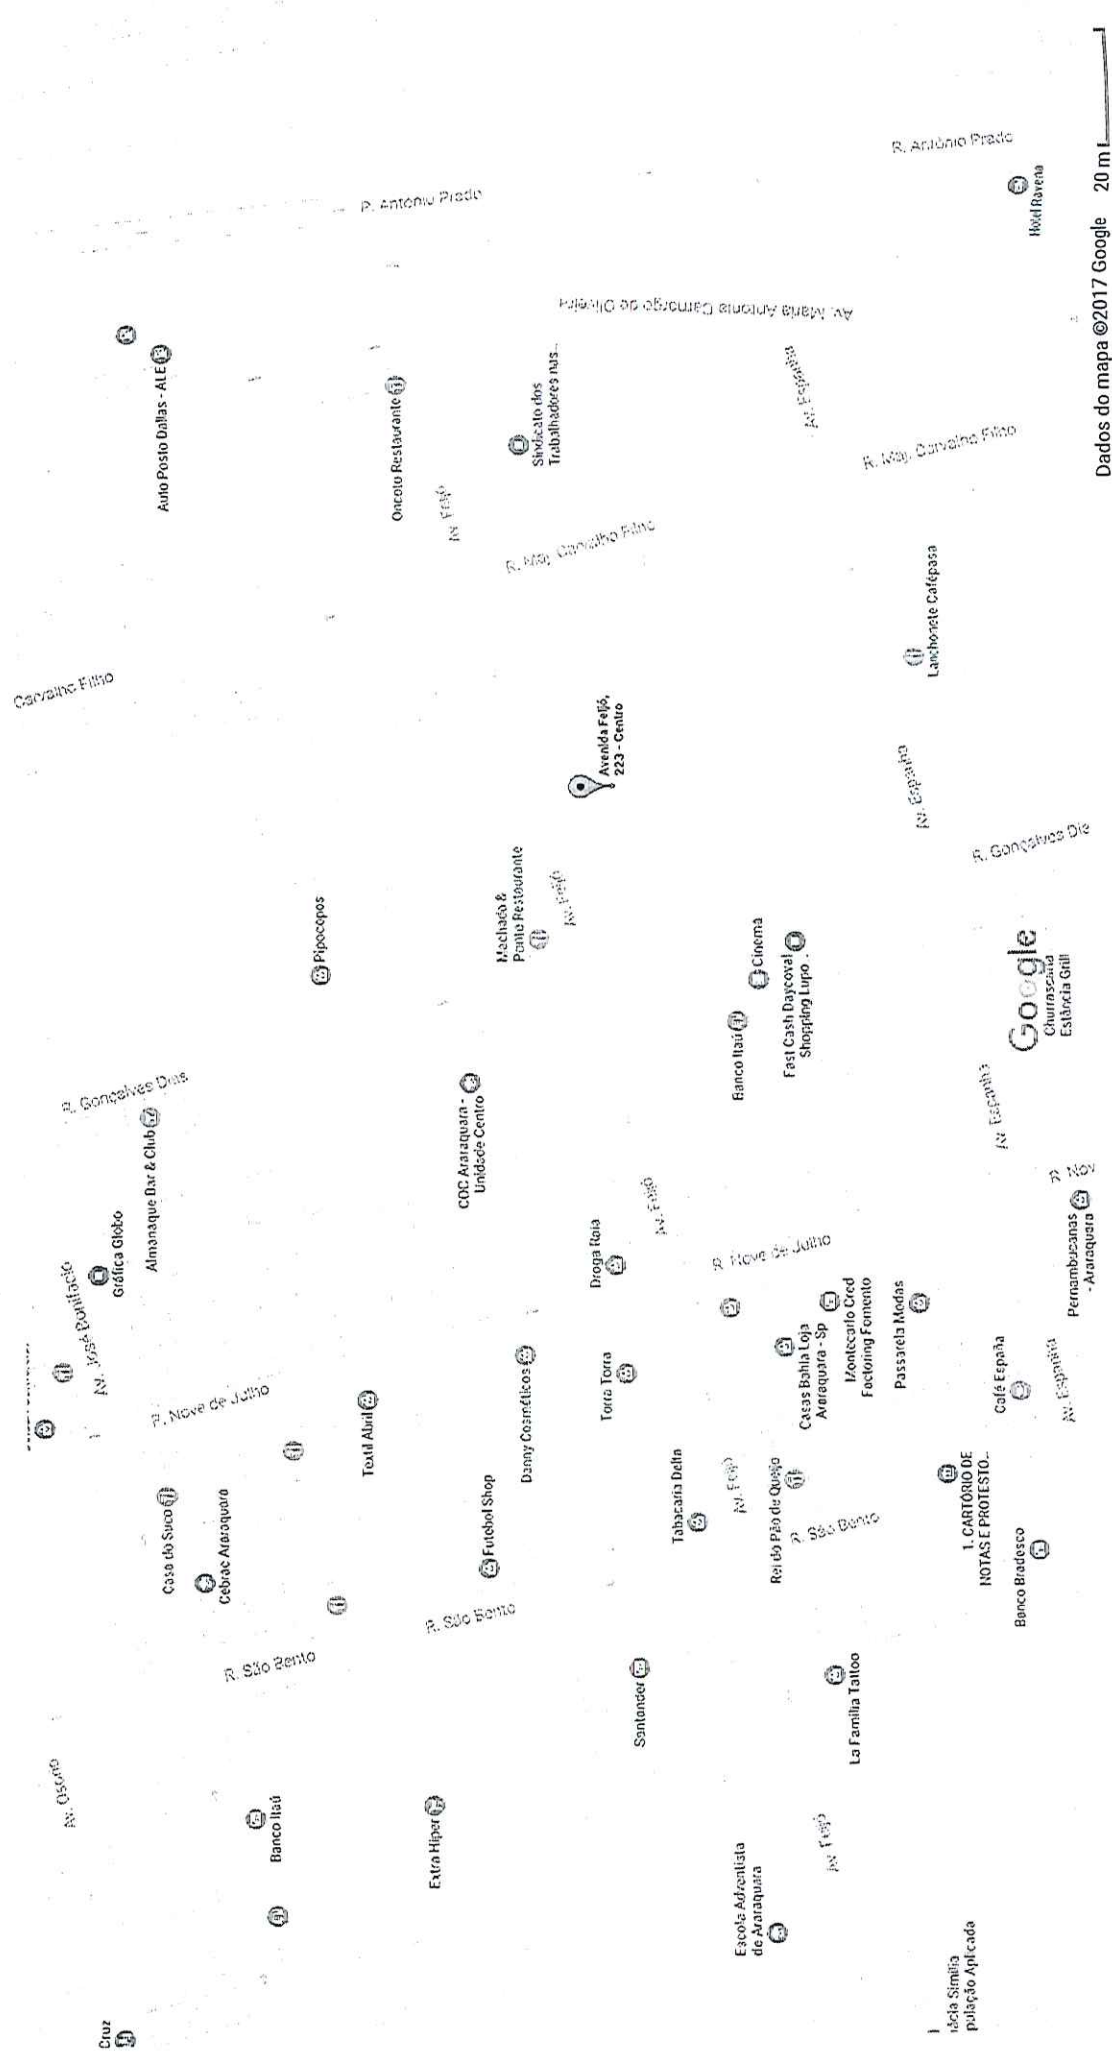 Cruz
Av. Osório
Banco Itaú
Extra Hiper
Escola Adventista
de Araraquara
Av. Feijó
pulação Aplicada
R. São Bento
R. São Bento
Santander
La Familia Tattoo
Casa do Suco
Cebrac Araraquara
Futebol Shop
Tabacaria Delta
Av. Feijó
Rei do Pão de Queijo
R. São Bento
1. CARTÓRIO DE
NOTAS E PROTESTO...
Banco Bradesco
Av. José Bonifácio
R. Nove de Julho
Textil Abril
Danny Cosméticos
Torra Torra
Casas Bahia Loja
Araraquara - Sp
Montecarlo Cred
Factoring Fomento
Passarela Modas
Café España
Av. Espanha
Gráfica Globo
Almanaque Bar & Club
R. Gonçalves Dias
COC Araraquara -
Unidade Centro
Droga Raia
Av. Feijó
R. Nove de Julho
Pernambucanas
- Araraquara
R. Nov
Av. Espanha
Pipocopos
Machado &
Ponte Restaurante
Av. Feijó
Banco Itaú
Cinema
Fast Cash Daycoval
Shopping Lupo .
Google
Churrascaria
Estância Grill
R. Gonçalves Dia
Av. Espanha
Avenida Feijó,
223 - Centro
Carvalho Filho
R. Maj. Carvalho Filho
Lanchonete Cafépasa
Auto Posto Dallas - ALE
Oncoto Restaurante
Av. Feijó
Sindicato dos
Trabalhadores nas...
Av. Espanha
R. Maj. Carvalho Filho
Av. Maria Antonia Camargo de Oliveira
R. Antônio Prado
R. Antônio Prado
Hotel Ravena
Dados do mapa ©2017 Google 20 m